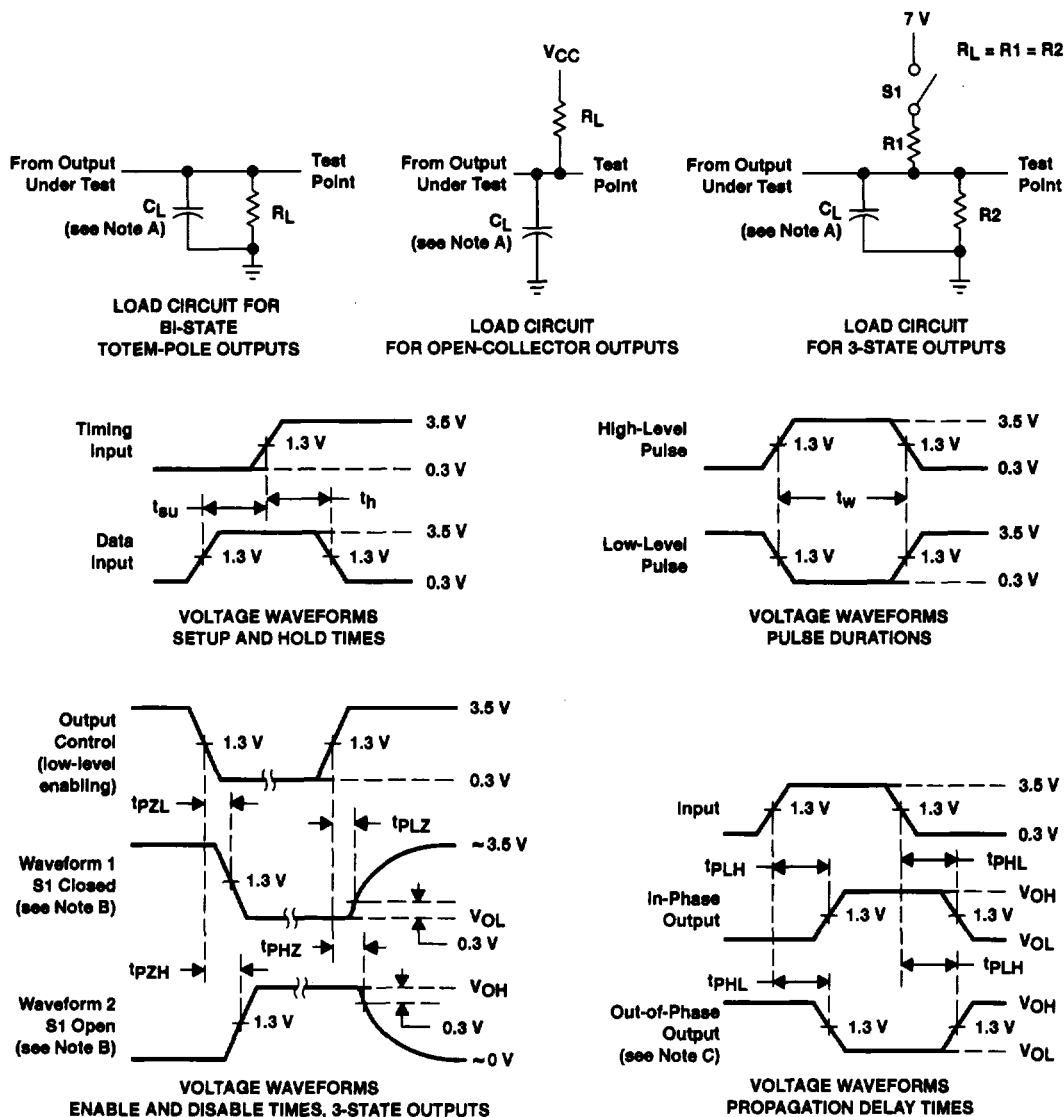 From Output
Under Test
Test
Point
CL
(see Note A)
RL
LOAD CIRCUIT FOR
BI-STATE
TOTEM-POLE OUTPUTS
VCC
RL
From Output
Under Test
Test
Point
CL
(see Note A)
LOAD CIRCUIT
FOR OPEN-COLLECTOR OUTPUTS
7 V
RL = R1 = R2
S1
R1
From Output
Under Test
Test
Point
CL
(see Note A)
R2
LOAD CIRCUIT
FOR 3-STATE OUTPUTS
Timing
Input
3.5 V
1.3 V
0.3 V
tsu
th
Data
Input
3.5 V
1.3 V
1.3 V
0.3 V
VOLTAGE WAVEFORMS
SETUP AND HOLD TIMES
High-Level
Pulse
3.5 V
1.3 V
1.3 V
0.3 V
tw
Low-Level
Pulse
3.5 V
1.3 V
1.3 V
0.3 V
VOLTAGE WAVEFORMS
PULSE DURATIONS
Output
Control
(low-level
enabling)
3.5 V
1.3 V
1.3 V
0.3 V
tPZL
tPLZ
Waveform 1
S1 Closed
(see Note B)
≈3.5 V
1.3 V
VOL
0.3 V
tPHZ
tPZH
Waveform 2
S1 Open
(see Note B)
VOH
1.3 V
0.3 V
≈0 V
VOLTAGE WAVEFORMS
ENABLE AND DISABLE TIMES, 3-STATE OUTPUTS
Input
3.5 V
1.3 V
1.3 V
0.3 V
tPLH
tPHL
In-Phase
Output
VOH
1.3 V
1.3 V
VOL
tPHL
tPLH
Out-of-Phase
Output
(see Note C)
VOH
1.3 V
1.3 V
VOL
VOLTAGE WAVEFORMS
PROPAGATION DELAY TIMES